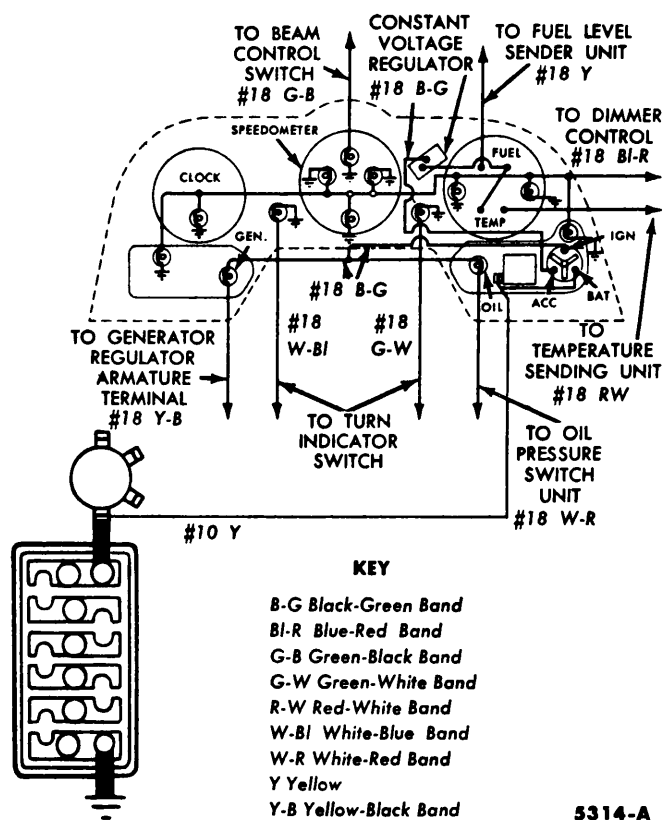 TO BEAM
CONTROL
SWITCH
#18 G-B
CONSTANT
VOLTAGE
REGULATOR
#18 B-G
TO FUEL LEVEL
SENDER UNIT
#18 Y
TO DIMMER
CONTROL
#18 Bl-R
SPEEDOMETER
CLOCK
FUEL
TEMP
GEN.
IGN
OIL
ACC
BAT
#18 B-G
#18
W-Bl
#18
G-W
TO GENERATOR
REGULATOR
ARMATURE
TERMINAL
#18 Y-B
TO TURN
INDICATOR
SWITCH
TO
TEMPERATURE
SENDING UNIT
#18 RW
TO OIL
PRESSURE
SWITCH
UNIT
#18 W-R
#10 Y
KEY
B-G Black-Green Band
Bl-R Blue-Red Band
G-B Green-Black Band
G-W Green-White Band
R-W Red-White Band
W-Bl White-Blue Band
W-R White-Red Band
Y Yellow
Y-B Yellow-Black Band
5314-A